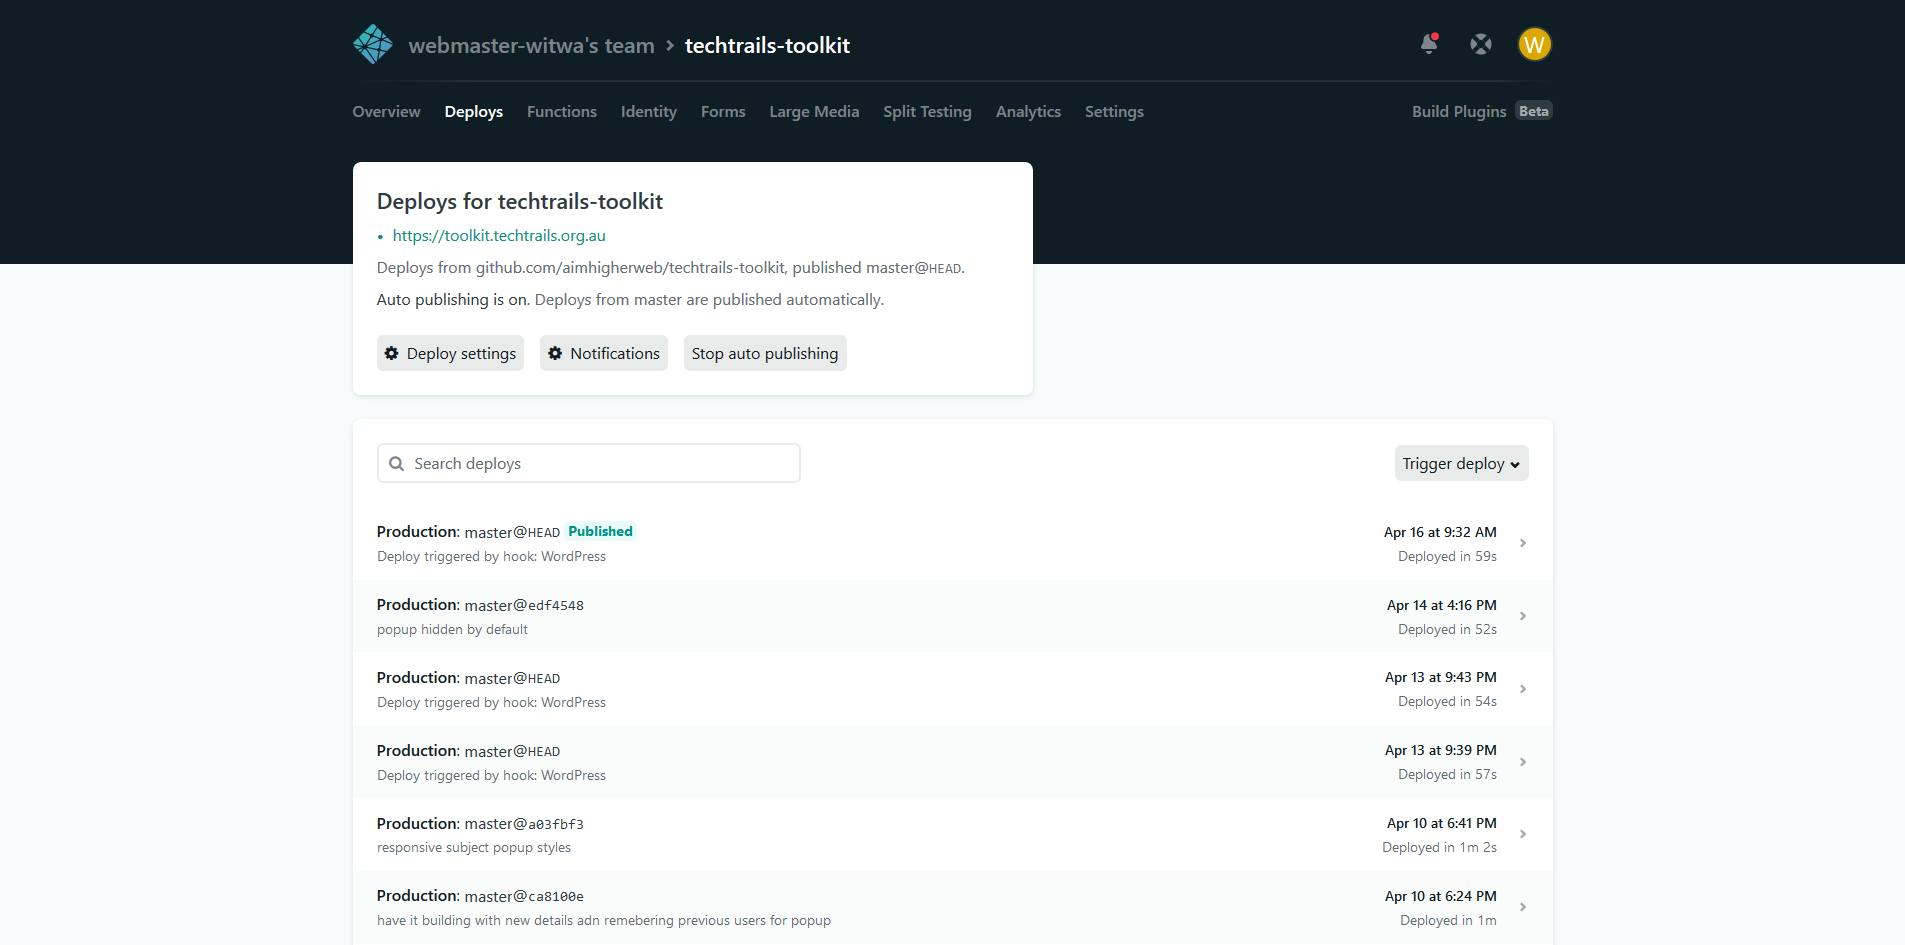 webmaster-witwa's team > techtrails-toolkit
W
Overview Deploys Functions Identity Forms Large Media Split Testing Analytics Settings Build Plugins Beta
Deploys for techtrails-toolkit
• https://toolkit.techtrails.org.au
Deploys from github.com/aimhigherweb/techtrails-toolkit, published master@HEAD.
Auto publishing is on. Deploys from master are published automatically.
Deploy settings Notifications Stop auto publishing
Search deploys Trigger deploy
Production: master@HEAD Published Apr 16 at 9:32 AM
Deploy triggered by hook: WordPress Deployed in 59s
Production: master@edf4548 Apr 14 at 4:16 PM
popup hidden by default Deployed in 52s
Production: master@HEAD Apr 13 at 9:43 PM
Deploy triggered by hook: WordPress Deployed in 54s
Production: master@HEAD Apr 13 at 9:39 PM
Deploy triggered by hook: WordPress Deployed in 57s
Production: master@a03fbf3 Apr 10 at 6:41 PM
responsive subject popup styles Deployed in 1m 2s
Production: master@ca8100e Apr 10 at 6:24 PM
have it building with new details adn remebering previous users for popup Deployed in 1m